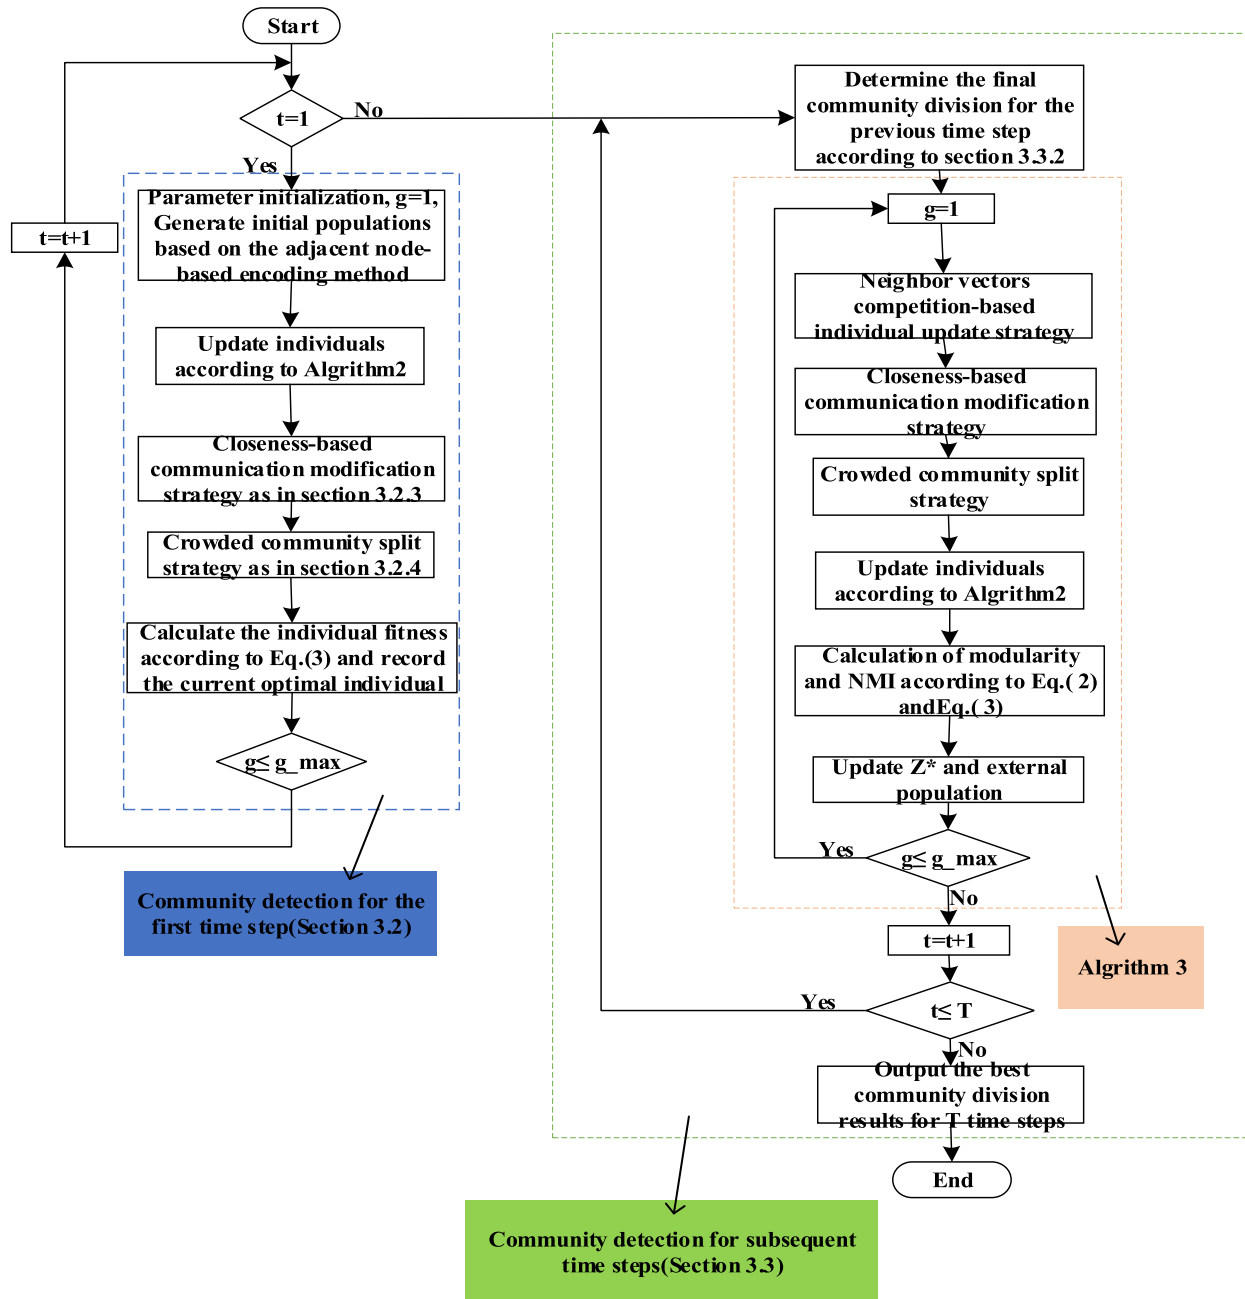 Start
t=1
No
Yes
Parameter initialization, g=1,
Generate initial populations
based on the adjacent node-
based encoding method
t=t+1
Update individuals
according to Algrithm2
Closeness-based
communication modification
strategy as in section 3.2.3
Crowded community split
strategy as in section 3.2.4
Calculate the individual fitness
according to Eq.(3) and record
the current optimal individual
g≤ g_max
Community detection for the
first time step(Section 3.2)
Determine the final
community division for the
previous time step
according to section 3.3.2
g=1
Neighbor vectors
competition-based
individual update strategy
Closeness-based
communication modification
strategy
Crowded community split
strategy
Update individuals
according to Algrithm2
Calculation of modularity
and NMI according to Eq.( 2)
andEq.( 3)
Update Z* and external
population
Yes
g≤ g_max
No
t=t+1
Algrithm 3
Yes
t≤ T
No
Output the best
community division
results for T time steps
End
Community detection for subsequent
time steps(Section 3.3)